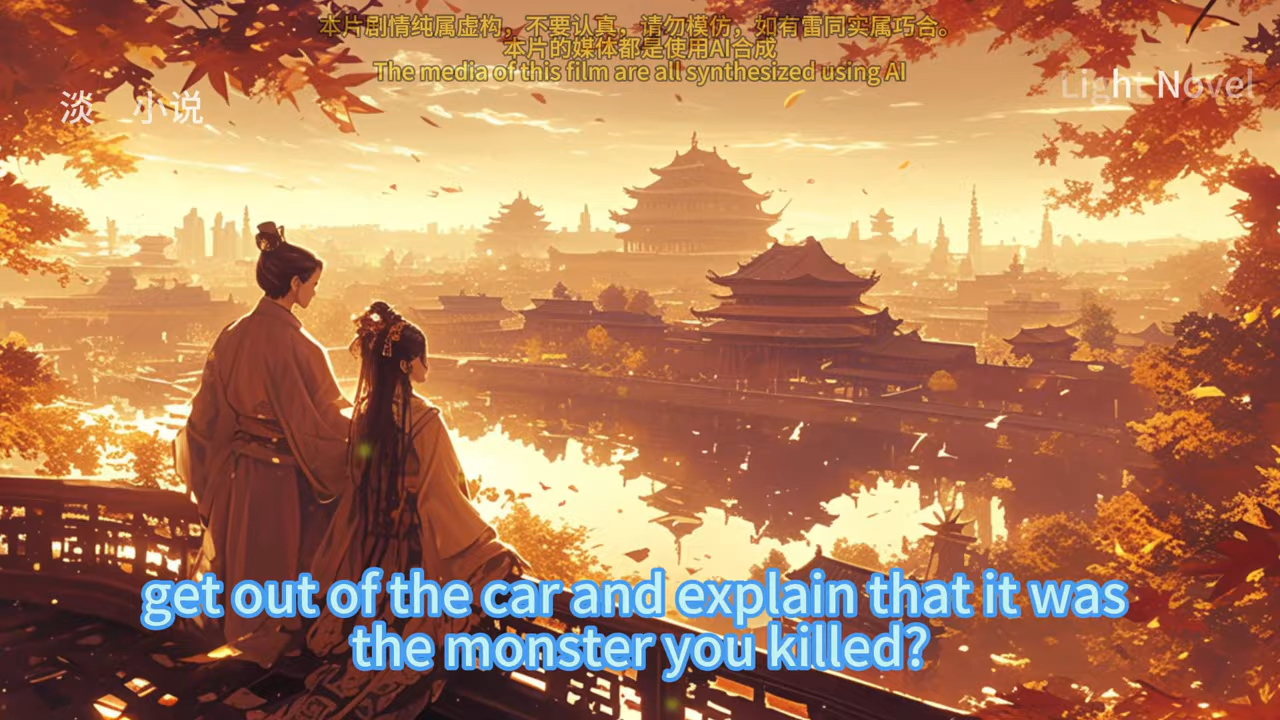 本片剧情纯属虚构，不要认真，请勿模仿，如有雷同实属巧合。
本片的媒体都是使用AI合成
The media of this film are all synthesized using AI
Light Novel
淡 小说
get out of the car and explain that it was
the monster you killed?